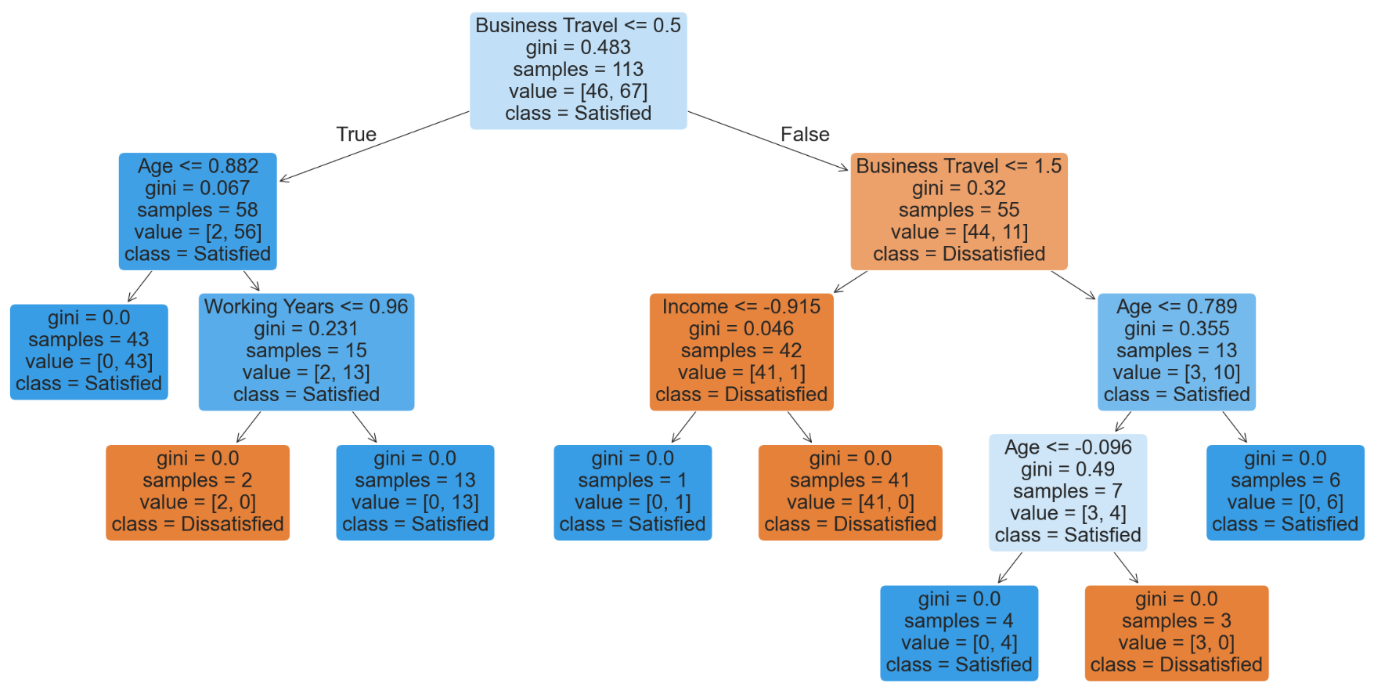 Business Travel <= 0.5
gini = 0.483
samples = 113
value = [46, 67]
class = Satisfied
True
False
Age <= 0.882
gini = 0.067
samples = 58
value = [2, 56]
class = Satisfied
Business Travel <= 1.5
gini = 0.32
samples = 55
value = [44, 11]
class = Dissatisfied
gini = 0.0
samples = 43
value = [0, 43]
class = Satisfied
Working Years <= 0.96
gini = 0.231
samples = 15
value = [2, 13]
class = Satisfied
Income <= -0.915
gini = 0.046
samples = 42
value = [41, 1]
class = Dissatisfied
Age <= 0.789
gini = 0.355
samples = 13
value = [3, 10]
class = Satisfied
gini = 0.0
samples = 2
value = [2, 0]
class = Dissatisfied
gini = 0.0
samples = 13
value = [0, 13]
class = Satisfied
gini = 0.0
samples = 1
value = [0, 1]
class = Satisfied
gini = 0.0
samples = 41
value = [41, 0]
class = Dissatisfied
Age <= -0.096
gini = 0.49
samples = 7
value = [3, 4]
class = Satisfied
gini = 0.0
samples = 6
value = [0, 6]
class = Satisfied
gini = 0.0
samples = 4
value = [0, 4]
class = Satisfied
gini = 0.0
samples = 3
value = [3, 0]
class = Dissatisfied